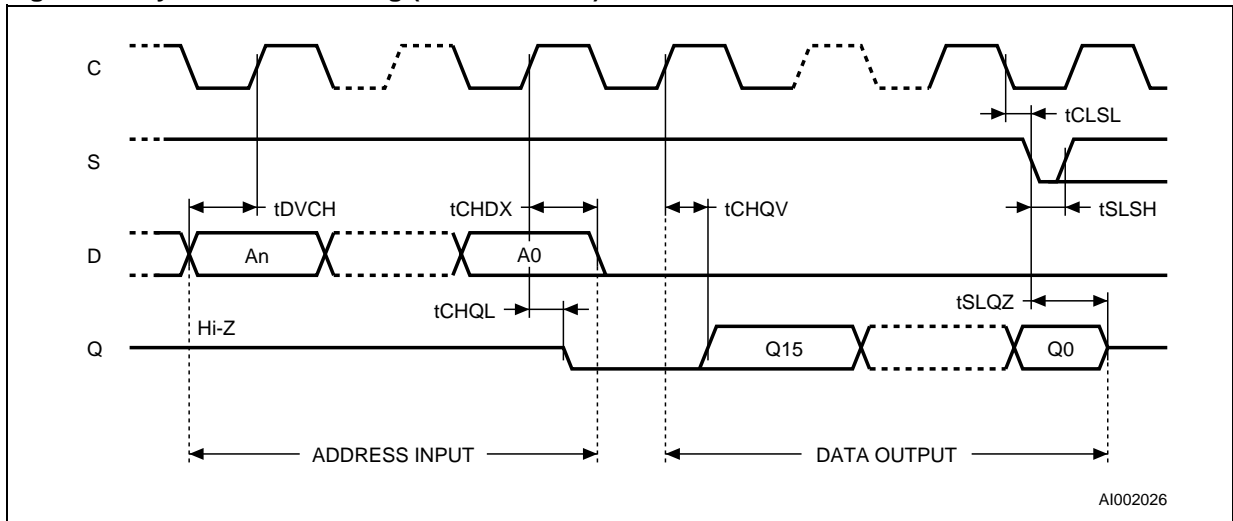 C
tCLSL
S
tDVCH
tCHDX
tCHQV
tSLSH
D
An
A0
tCHQL
tSLQZ
Hi-Z
Q
Q15
Q0
ADDRESS INPUT
DATA OUTPUT
AI002026